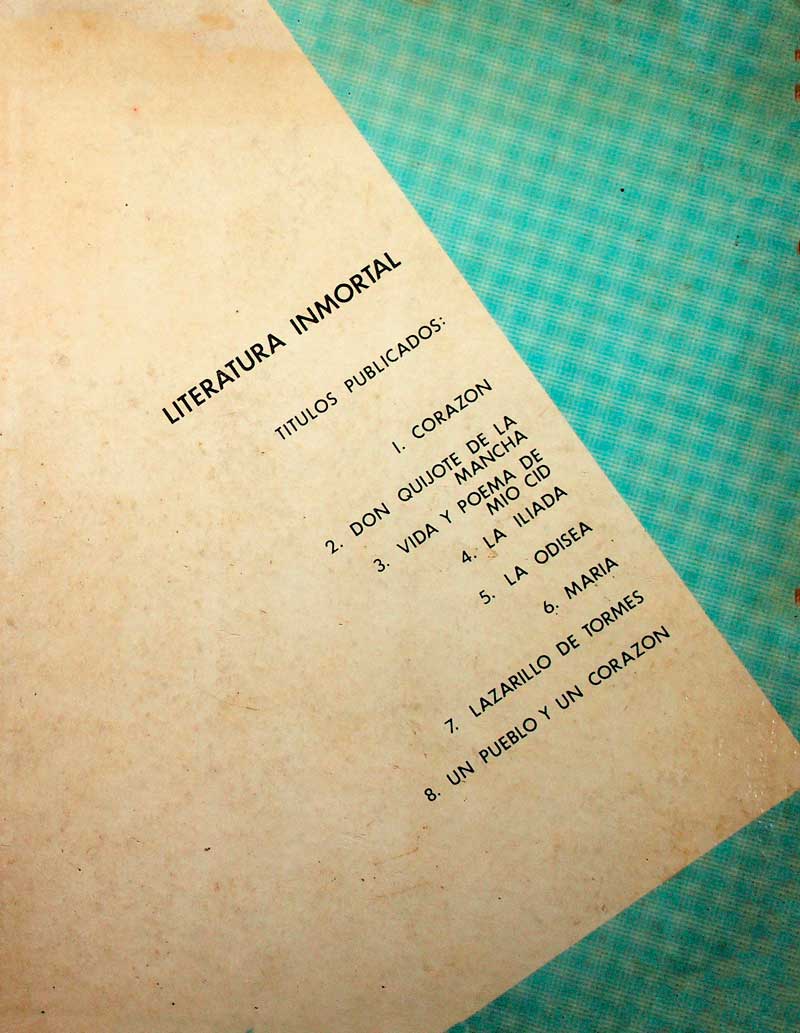 LITERATURA INMORTAL
TITULOS PUBLICADOS:
1. CORAZON
2. DON QUIJOTE DE LA
MANCHA
3. VIDA Y POEMA DE
MIO CID
4. LA ILIADA
5. LA ODISEA
6. MARIA
7. LAZARILLO DE TORMES
8. UN PUEBLO Y UN CORAZON